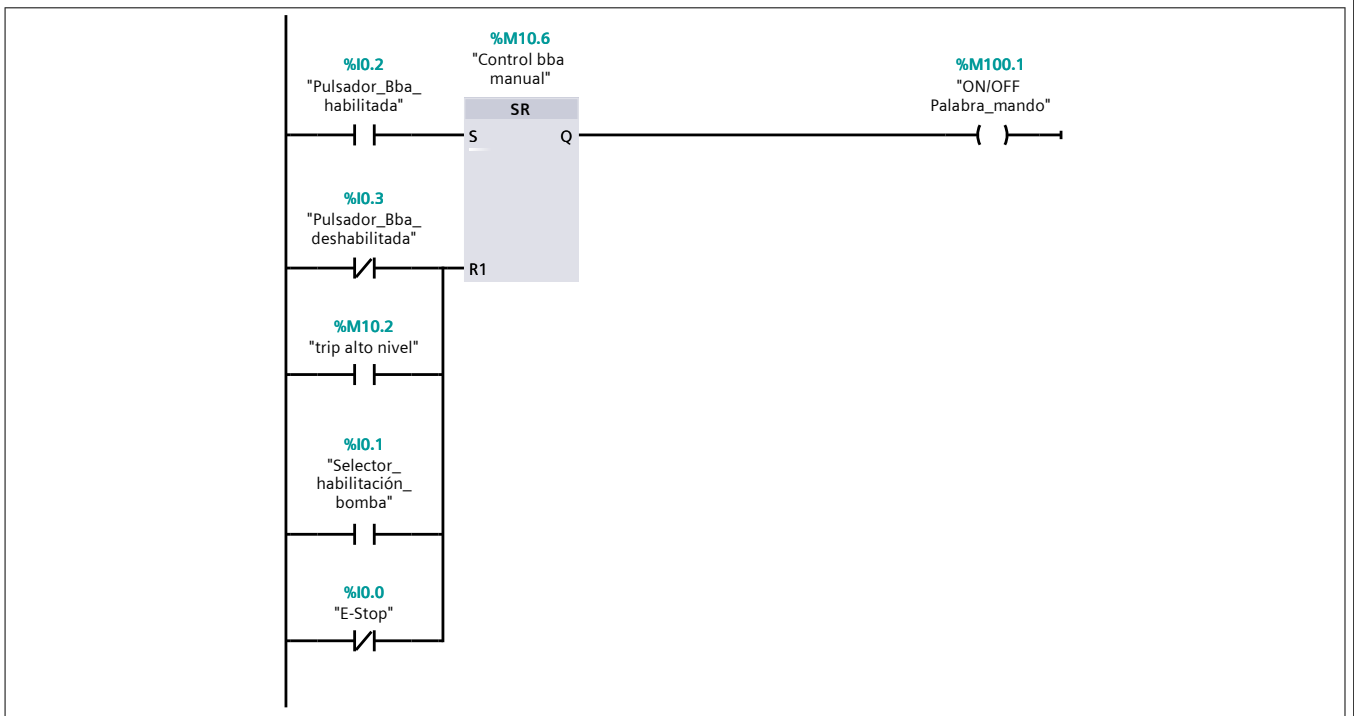 %M10.6
"Control bba
manual"
%I0.2
"Pulsador_Bba_
habilitada"
%M100.1
"ON/OFF
Palabra_mando"
SR
S
Q
%I0.3
"Pulsador_Bba_
deshabilitada"
R1
%M10.2
"trip alto nivel"
%I0.1
"Selector_
habilitación_
bomba"
%I0.0
"E-Stop"